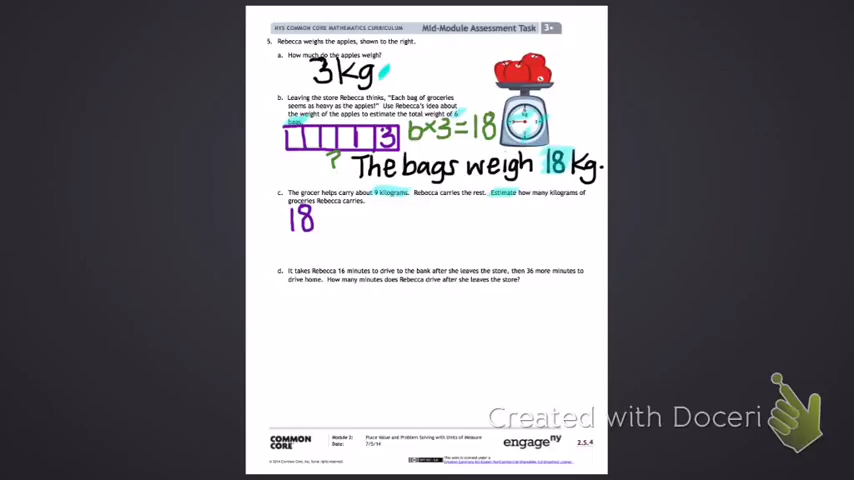 NYS COMMON CORE MATHEMATICS CURRICULUM Mid-Module Assessment Task 3•
5. Rebecca weighs the apples, shown to the right.
a. How much do the apples weigh?
3 kg.
b. Leaving the store Rebecca thinks, "Each bag of groceries
seems as heavy as the apples!" Use Rebecca's idea about
the weight of the apples to estimate the total weight of 6
bags.
3
6×3=18
?
The bags weigh 18 kg.
c. The grocer helps carry about 9 kilograms. Rebecca carries the rest. Estimate how many kilograms of
groceries Rebecca carries.
18
d. It takes Rebecca 16 minutes to drive to the bank after she leaves the store, then 36 more minutes to
drive home. How many minutes does Rebecca drive after she leaves the store?
Created with Doceri
COMMON
CORE
Module 2: Place Value and Problem Solving with Units of Measure
Date: 7/5/14
engage ny
2.S.4